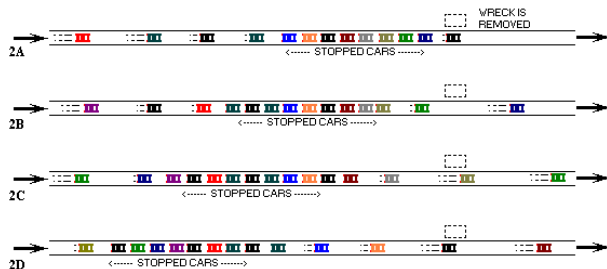 WRECK IS
REMOVED
2A
<------ STOPPED CARS ------>
2B
<------ STOPPED CARS ------>
2C
<------ STOPPED CARS ------>
2D
<------ STOPPED CARS ------>